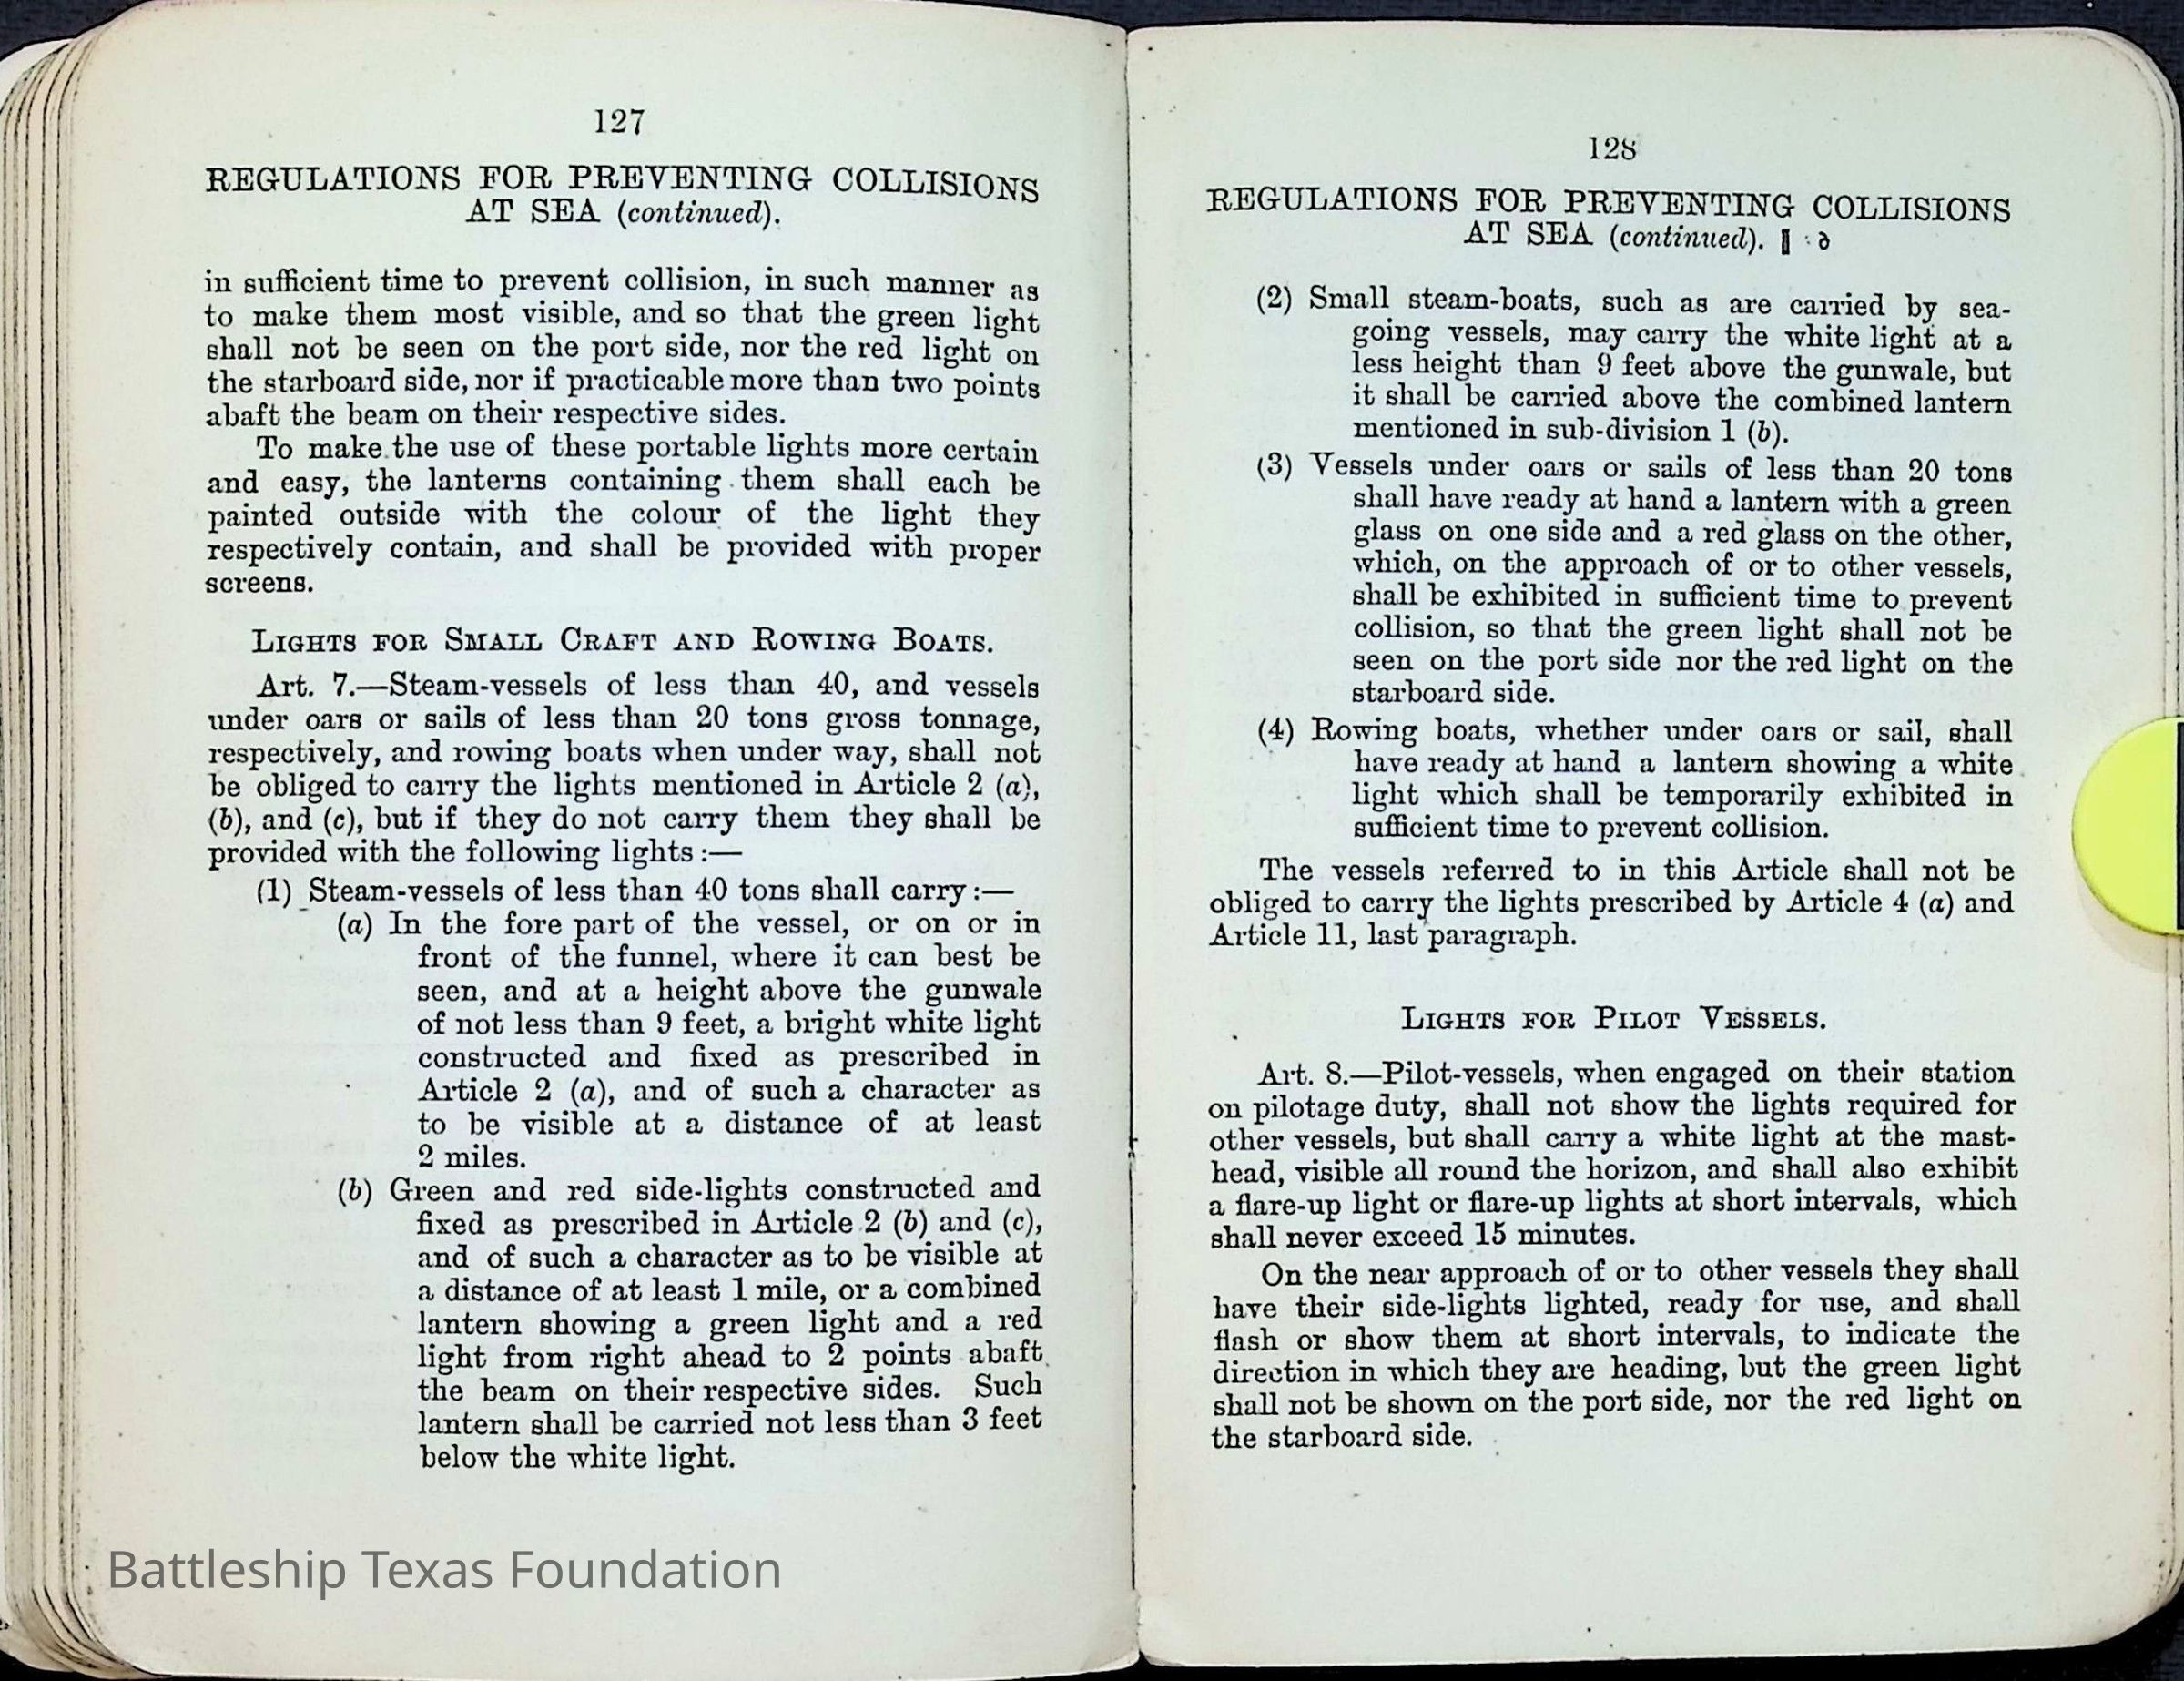 127
REGULATIONS FOR PREVENTING COLLISIONS
AT SEA (continued).
in sufficient time to prevent collision, in such manner as
to make them most visible, and so that the green light
shall not be seen on the port side, nor the red light on
the starboard side, nor if practicable more than two points
abaft the beam on their respective sides.
To make the use of these portable lights more certain
and easy, the lanterns containing them shall each be
painted outside with the colour of the light they
respectively contain, and shall be provided with proper
screens.
LIGHTS FOR SMALL CRAFT AND ROWING BOATS.
Art. 7.—Steam-vessels of less than 40, and vessels
under oars or sails of less than 20 tons gross tonnage,
respectively, and rowing boats when under way, shall not
be obliged to carry the lights mentioned in Article 2 (a),
(b), and (c), but if they do not carry them they shall be
provided with the following lights :—
(1) Steam-vessels of less than 40 tons shall carry :—
(a) In the fore part of the vessel, or on or in
front of the funnel, where it can best be
seen, and at a height above the gunwale
of not less than 9 feet, a bright white light
constructed and fixed as prescribed in
Article 2 (a), and of such a character as
to be visible at a distance of at least
2 miles.
(b) Green and red side-lights constructed and
fixed as prescribed in Article 2 (b) and (c),
and of such a character as to be visible at
a distance of at least 1 mile, or a combined
lantern showing a green light and a red
light from right ahead to 2 points abaft
the beam on their respective sides. Such
lantern shall be carried not less than 3 feet
below the white light.
Battleship Texas Foundation
128
REGULATIONS FOR PREVENTING COLLISIONS
AT SEA (continued).
(2) Small steam-boats, such as are carried by sea-
going vessels, may carry the white light at a
less height than 9 feet above the gunwale, but
it shall be carried above the combined lantern
mentioned in sub-division 1 (b).
(3) Vessels under oars or sails of less than 20 tons
shall have ready at hand a lantern with a green
glass on one side and a red glass on the other,
which, on the approach of or to other vessels,
shall be exhibited in sufficient time to prevent
collision, so that the green light shall not be
seen on the port side nor the red light on the
starboard side.
(4) Rowing boats, whether under oars or sail, shall
have ready at hand a lantern showing a white
light which shall be temporarily exhibited in
sufficient time to prevent collision.
The vessels referred to in this Article shall not be
obliged to carry the lights prescribed by Article 4 (a) and
Article 11, last paragraph.
LIGHTS FOR PILOT VESSELS.
Art. 8.—Pilot-vessels, when engaged on their station
on pilotage duty, shall not show the lights required for
other vessels, but shall carry a white light at the mast-
head, visible all round the horizon, and shall also exhibit
a flare-up light or flare-up lights at short intervals, which
shall never exceed 15 minutes.
On the near approach of or to other vessels they shall
have their side-lights lighted, ready for use, and shall
flash or show them at short intervals, to indicate the
direction in which they are heading, but the green light
shall not be shown on the port side, nor the red light on
the starboard side.